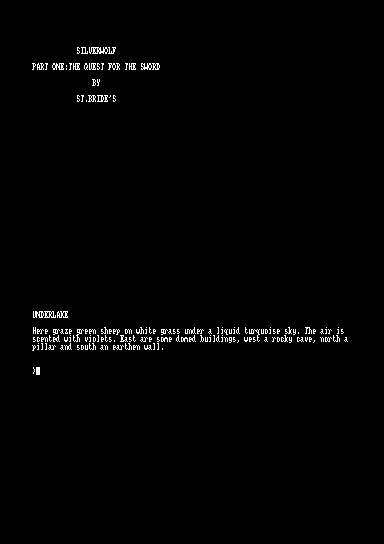 SILVERWOLF
PART ONE:THE QUEST FOR THE SWORD
BY
ST.BRIDE'S
UNDERLAKE
Here graze green sheep on white grass under a liquid turquoise sky. The air is
scented with violets. East are some domed buildings, west a rocky cave, north a
pillar and south an earthen wall.
>